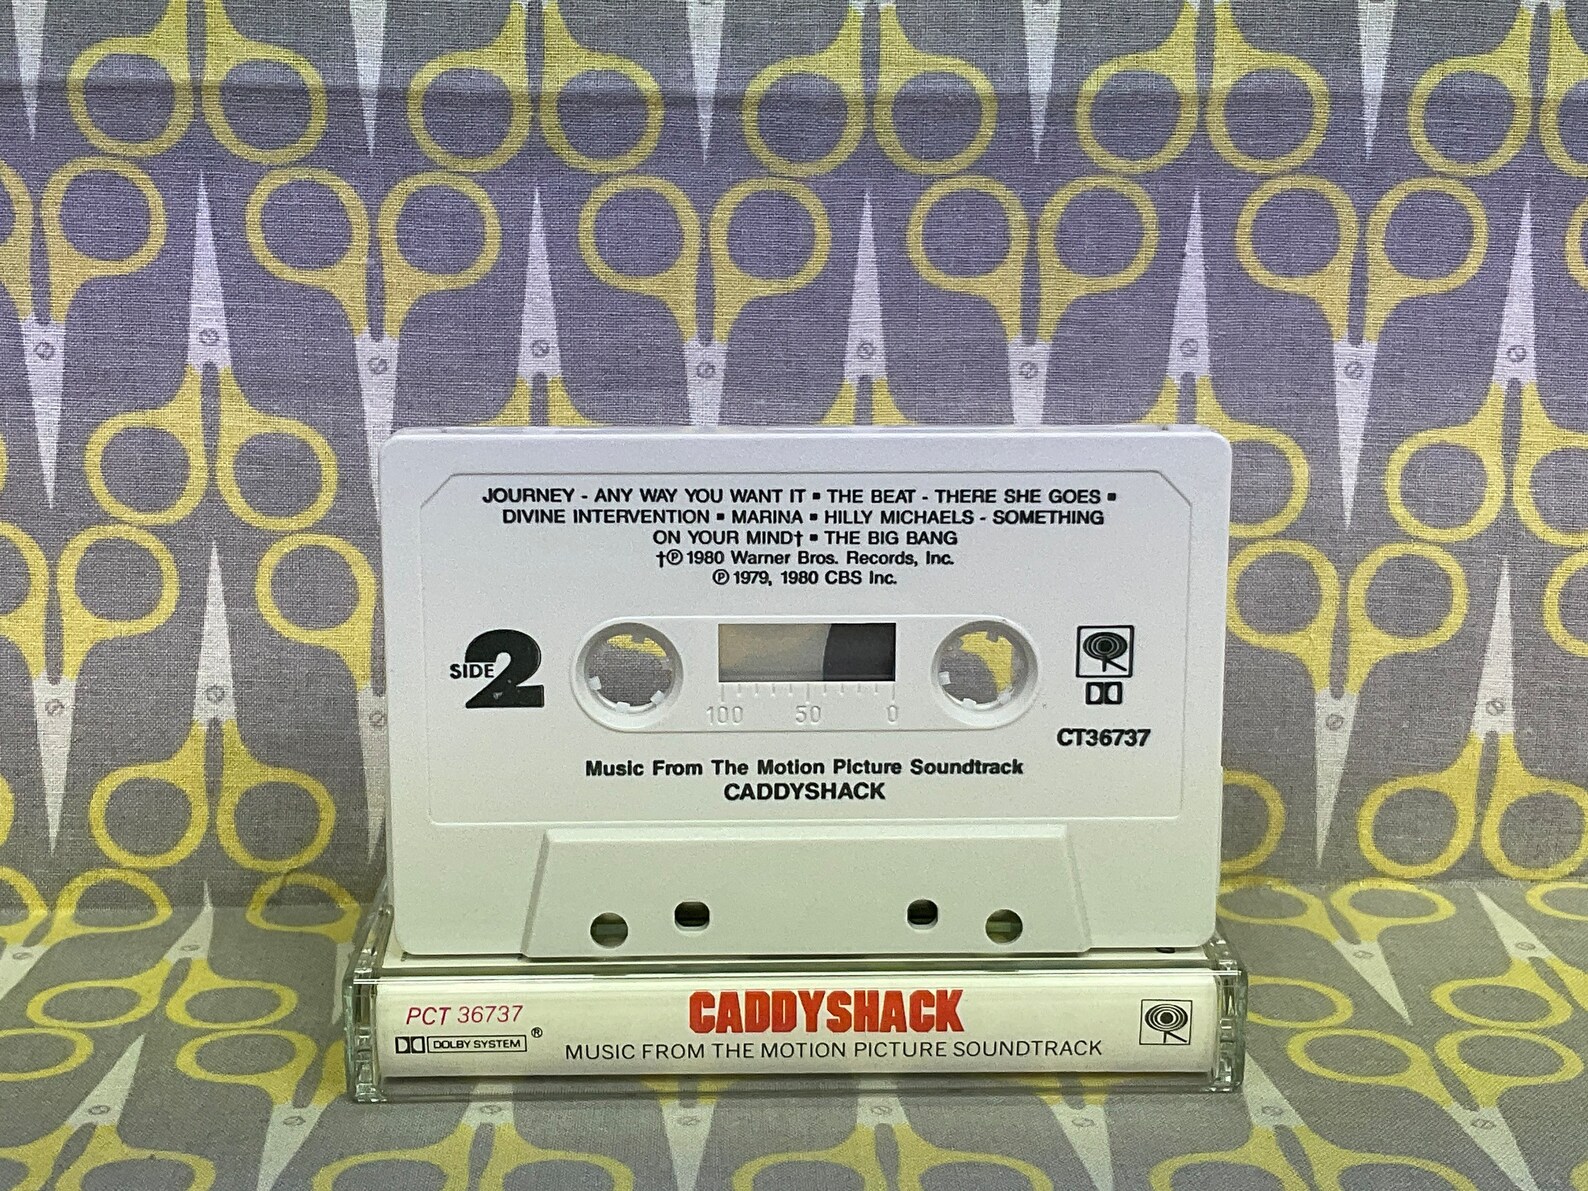 JOURNEY - ANY WAY YOU WANT IT ▪ THE BEAT - THERE SHE GOES ▪
DIVINE INTERVENTION ▪ MARINA ▪ HILLY MICHAELS - SOMETHING
ON YOUR MIND† ▪ THE BIG BANG
†℗ 1980 Warner Bros. Records, Inc.
℗ 1979, 1980 CBS Inc.
SIDE 2
100 50 0
CT36737
Music From The Motion Picture Soundtrack
CADDYSHACK
PCT 36737
DOLBY SYSTEM ®
CADDYSHACK
MUSIC FROM THE MOTION PICTURE SOUNDTRACK